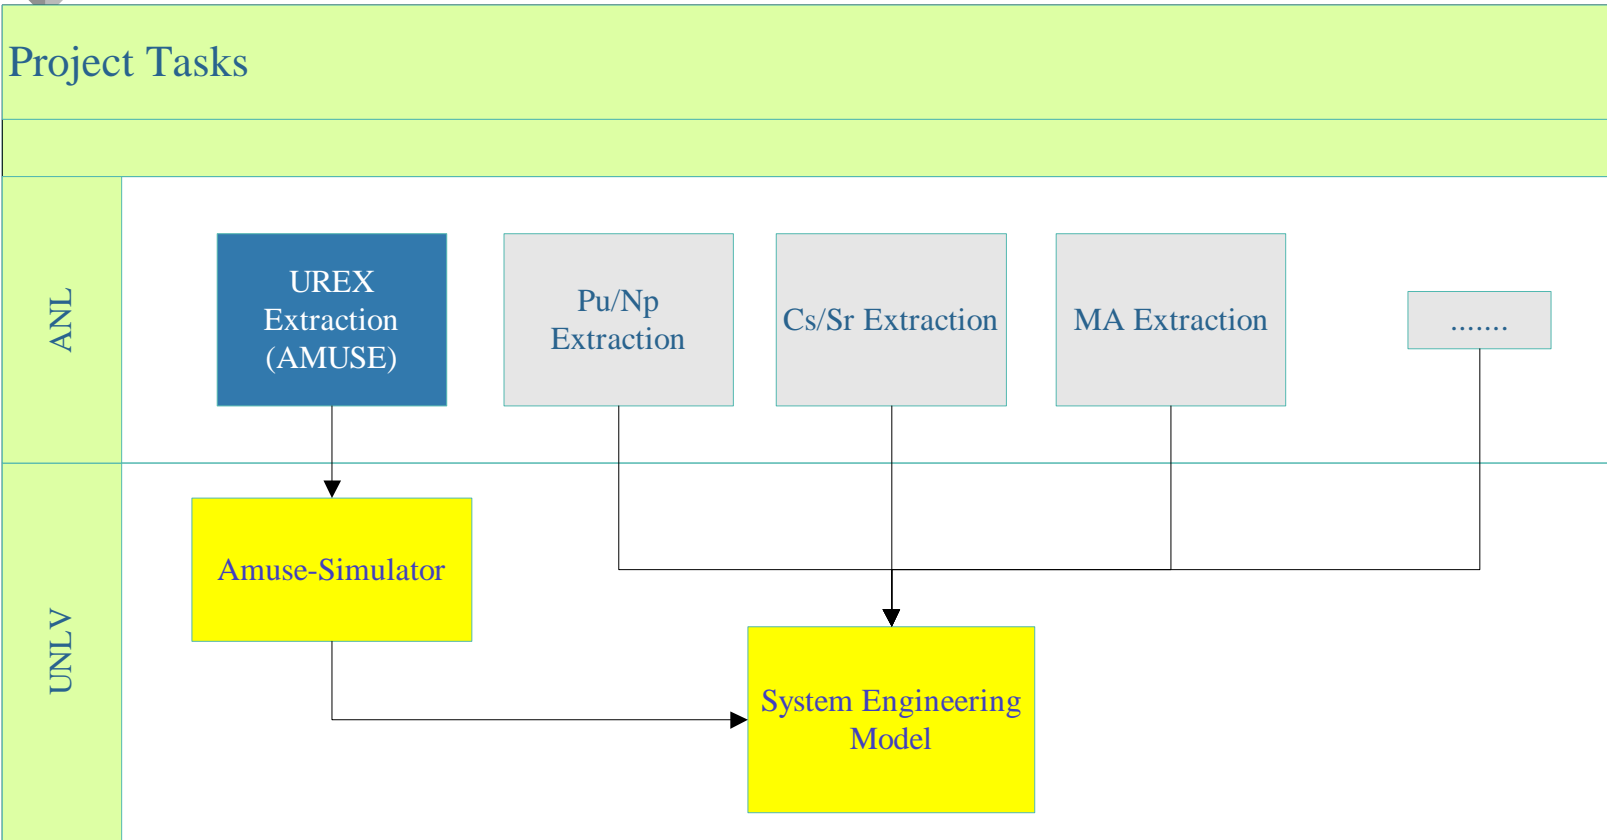 Project Tasks
ANL
UREX
Extraction
(AMUSE)
Pu/Np
Extraction
Cs/Sr Extraction
MA Extraction
.......
UNLV
Amuse-Simulator
System Engineering
Model